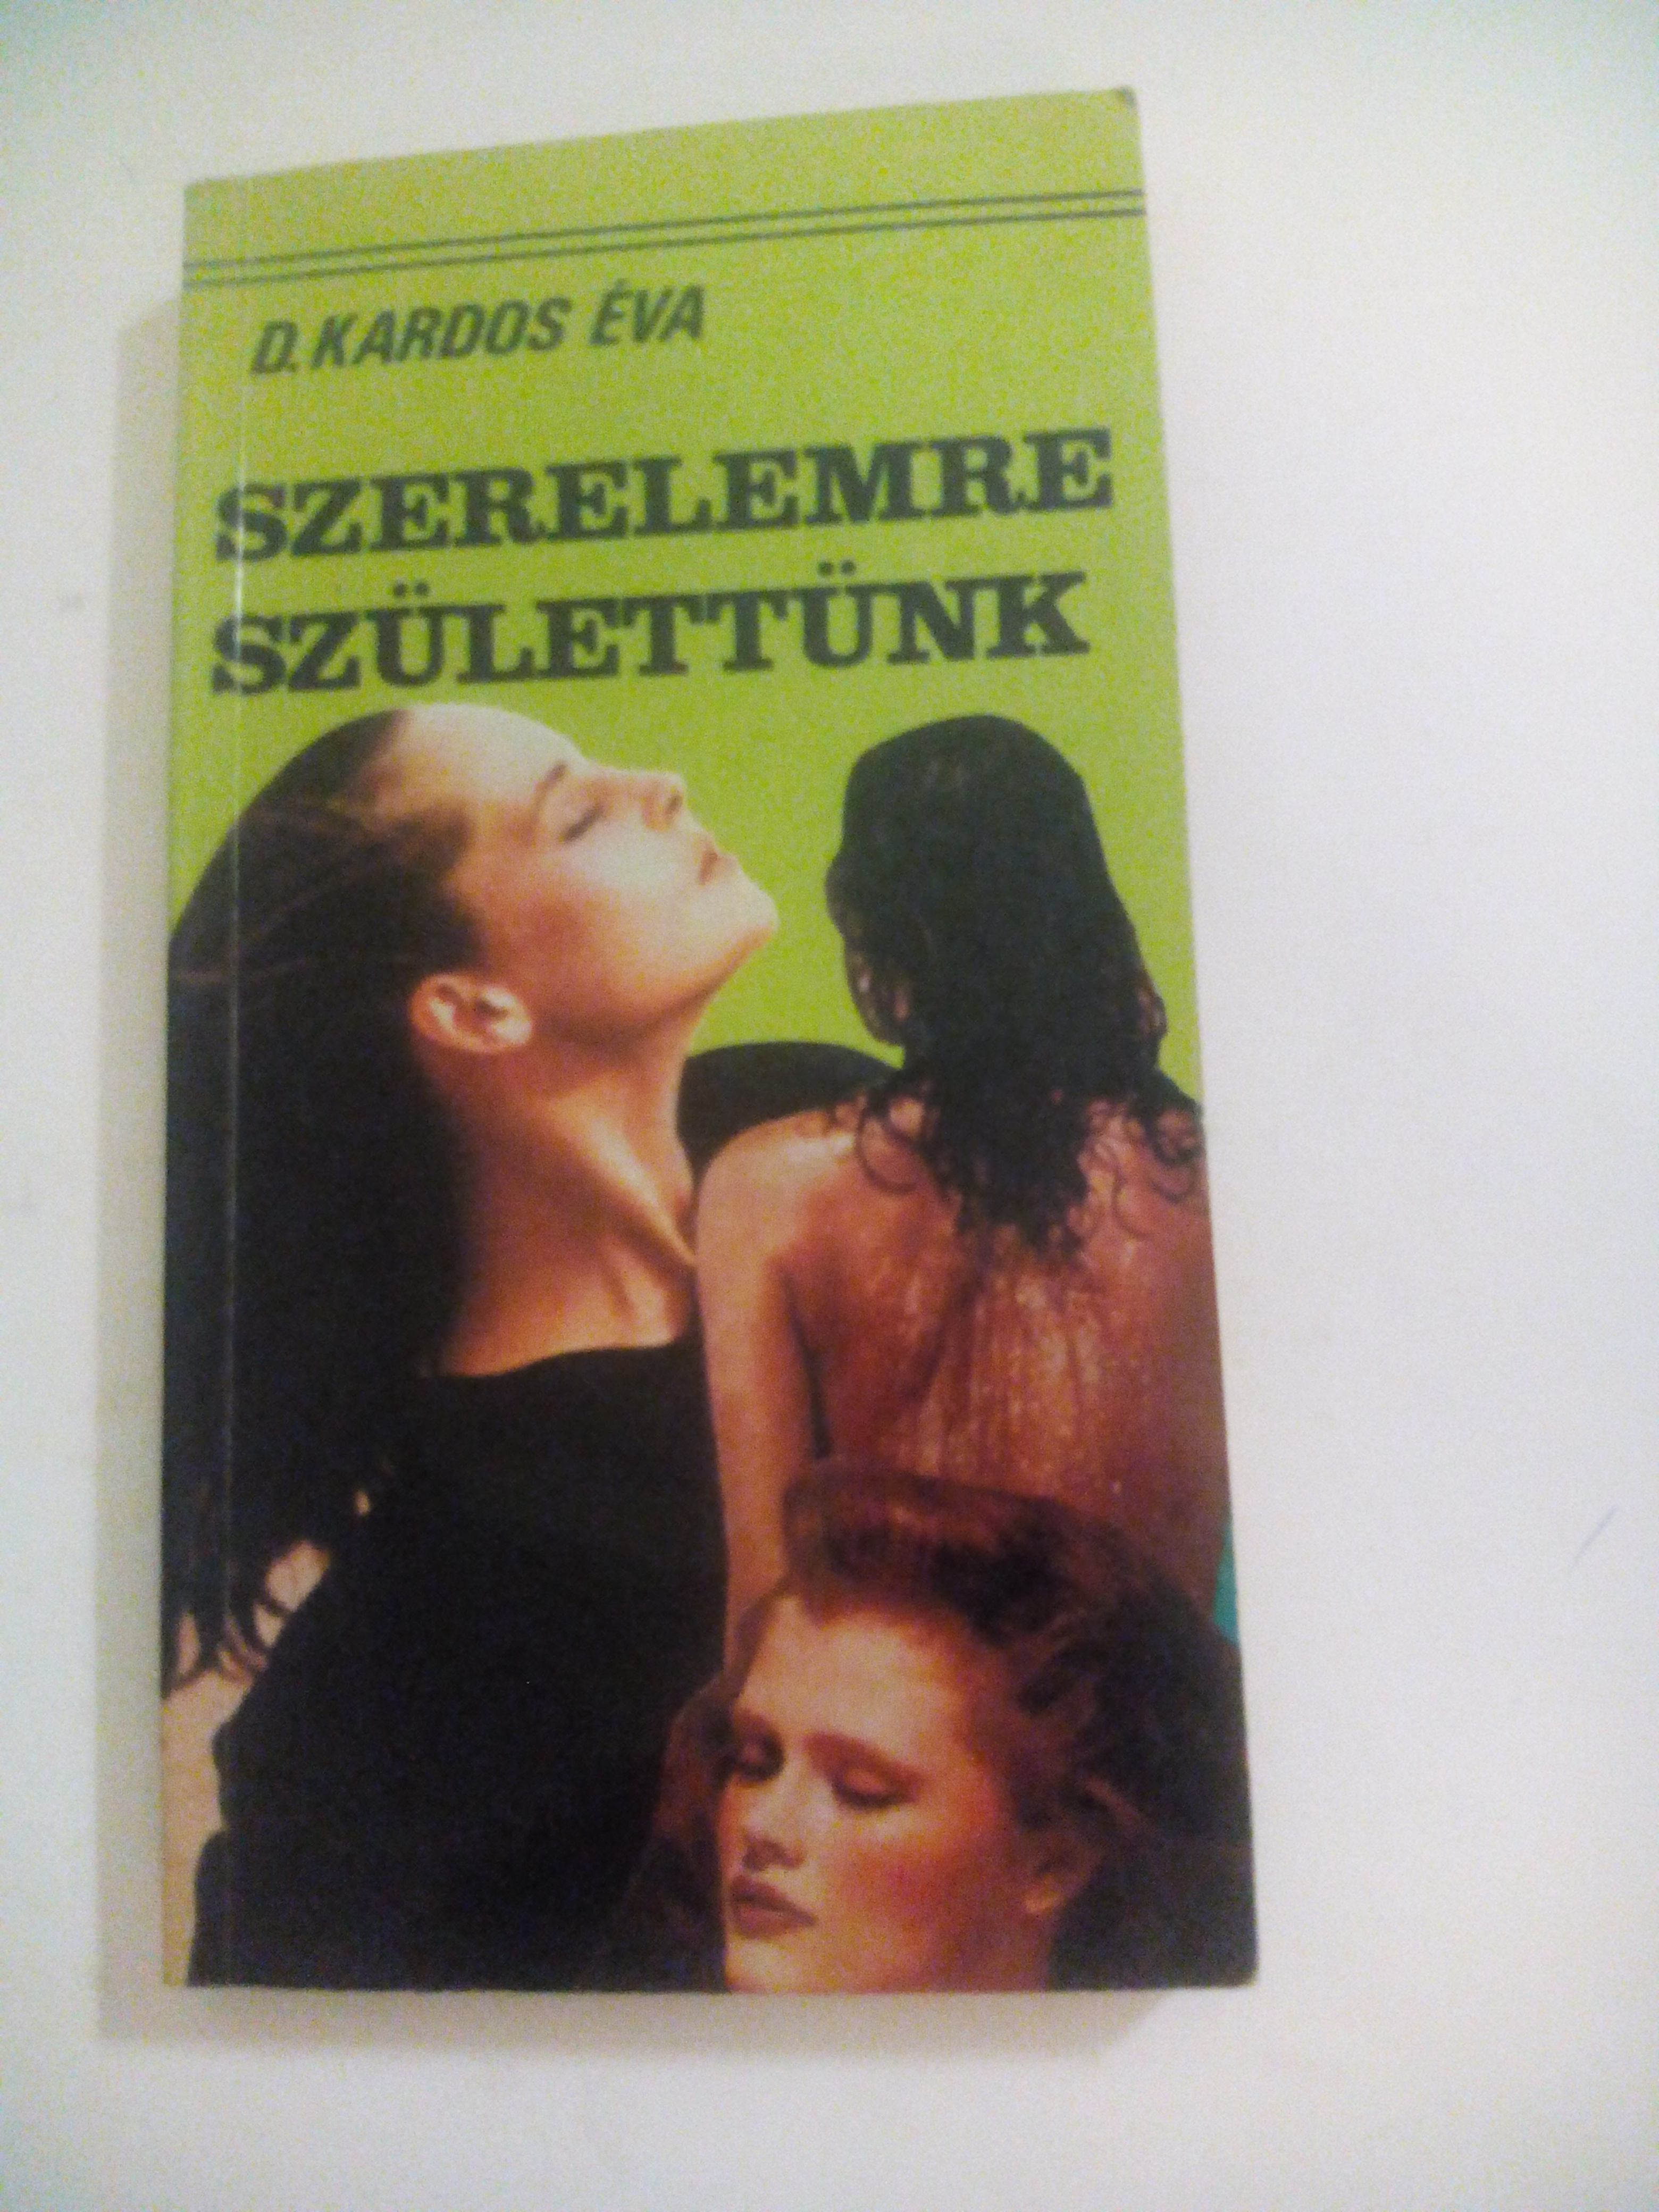 D. KARDOS ÉVA
SZERELEMRE
SZÜLETTÜNK